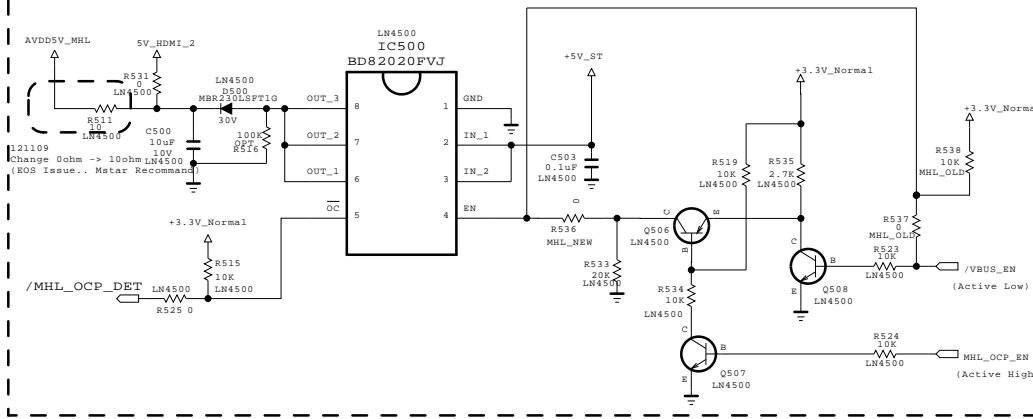 AVDD5V_MHL
5V_HDMI_2
R531
0
LN4500
R511
10
LN4500
121109
Change 0ohm -> 10ohm
(EOS Issue.. Mstar Recommand)
C500
10uF
10V
LN4500
LN4500
D500
MBR230LSFT1G
30V
100K
OPT
R516
LN4500
IC500
BD82020FVJ
OUT_3
8
OUT_2
7
OUT_1
6
OC
5
1
GND
2
IN_1
3
IN_2
4
EN
+5V_ST
C503
0.1uF
LN4500
+3.3V_Normal
R515
10K
LN4500
/MHL_OCP_DET
LN4500
R525 0
0
R536
MHL_NEW
R533
20K
LN4500
C
E
B
Q506
LN4500
R519
10K
LN4500
R535
2.7K
LN4500
+3.3V_Normal
R534
10K
LN4500
C
B
E
Q507
LN4500
C
B
E
Q508
LN4500
+3.3V_Norma
R538
10K
MHL_OLD
R537
0
MHL_OLD
R523
10K
LN4500
/VBUS_EN
(Active Low)
R524
10K
LN4500
MHL_OCP_EN
(Active High